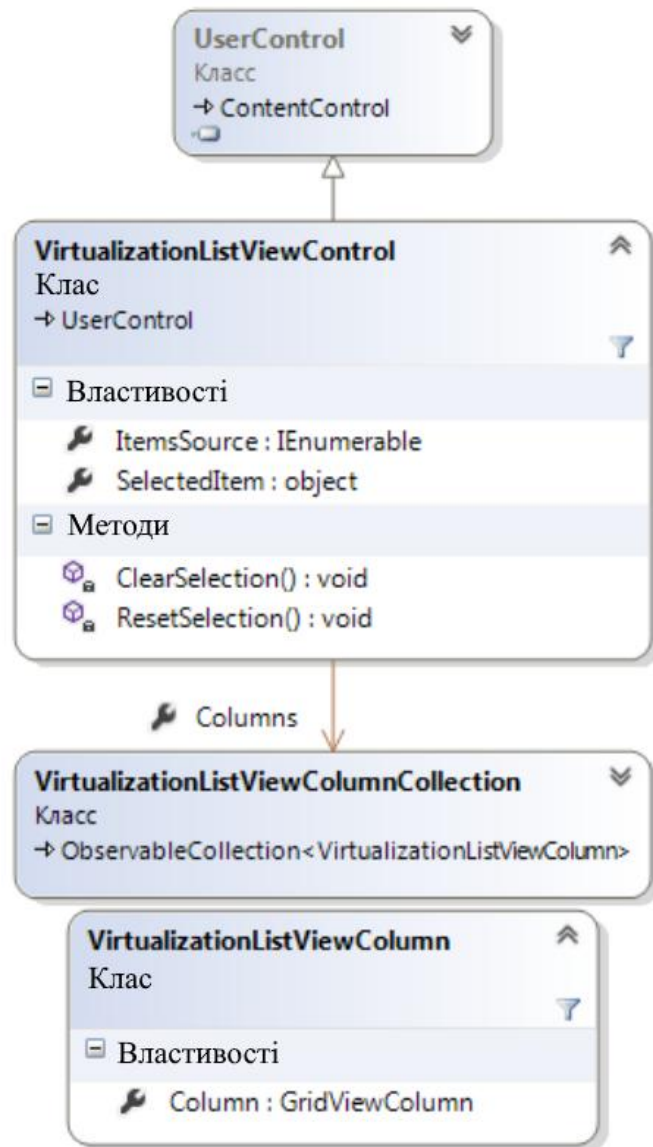 UserControl
Класс
ContentControl
VirtualizationListViewControl
Клас
UserControl
Властивості
ItemsSource : IEnumerable
SelectedItem : object
Методи
ClearSelection() : void
ResetSelection() : void
Columns
VirtualizationListViewColumnCollection
Класс
ObservableCollection<VirtualizationListViewColumn>
VirtualizationListViewColumn
Клас
Властивості
Column : GridViewColumn